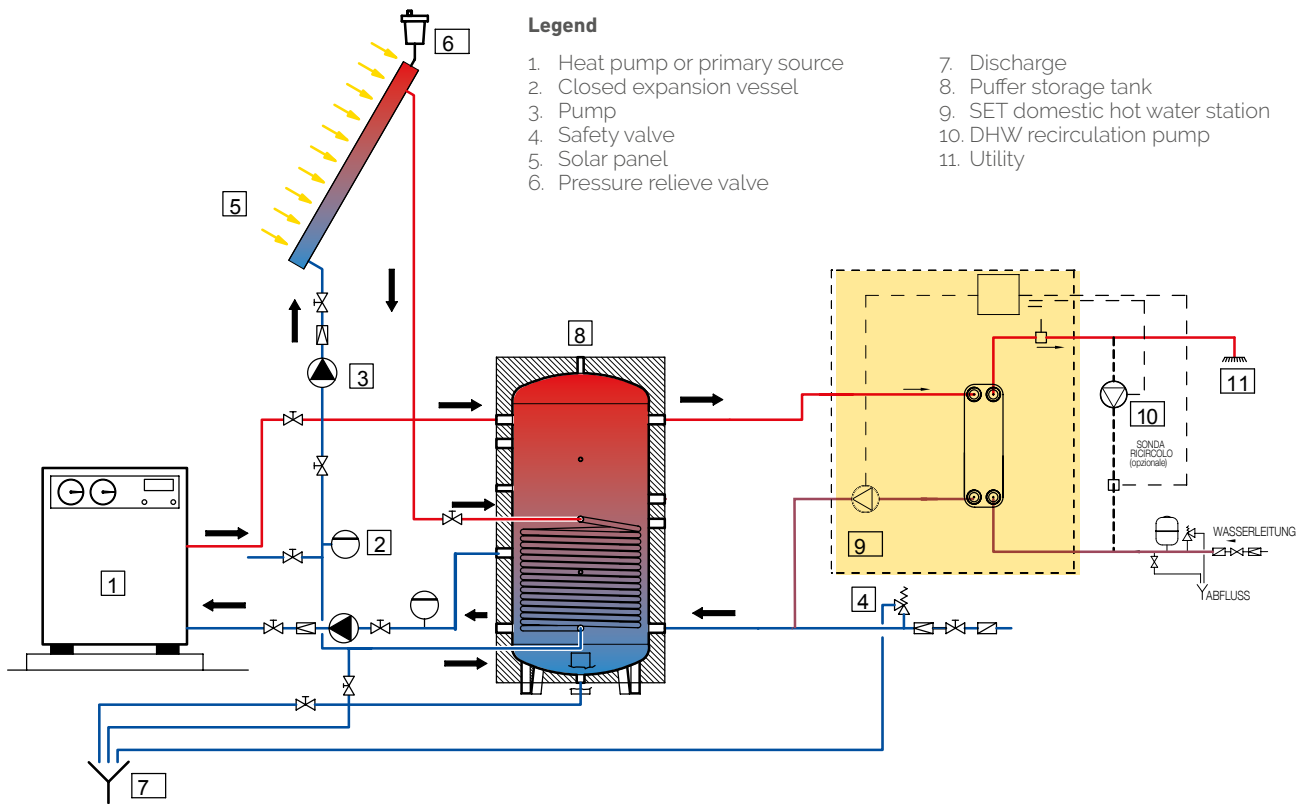 Legend
1. Heat pump or primary source
2. Closed expansion vessel
3. Pump
4. Safety valve
5. Solar panel
6. Pressure relieve valve
7. Discharge
8. Puffer storage tank
9. SET domestic hot water station
10. DHW recirculation pump
11. Utility
6
5
3
8
11
10
SONDA
RICIRCOLO
(opzionale)
2
9
WASSERLEITUNG
1
4
ABFLUSS
7